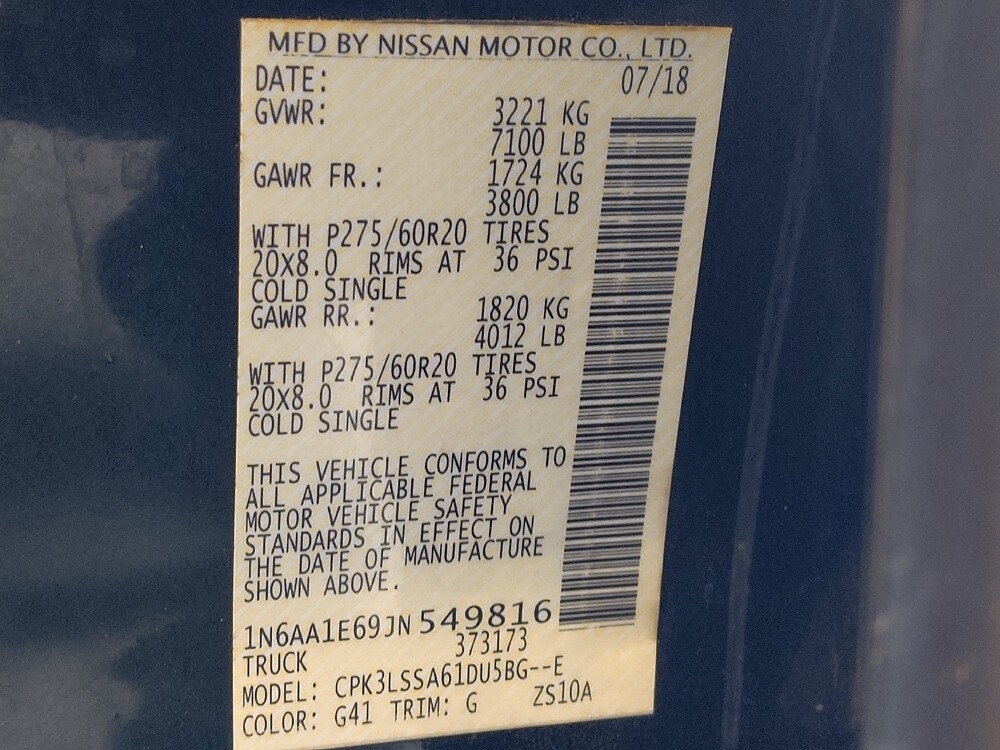 MFD BY NISSAN MOTOR CO., LTD.
DATE: 07/18
GVWR: 3221 KG
7100 LB
GAWR FR.: 1724 KG
3800 LB
WITH P275/60R20 TIRES
20X8.0 RIMS AT 36 PSI
COLD SINGLE
GAWR RR.: 1820 KG
4012 LB
WITH P275/60R20 TIRES
20X8.0 RIMS AT 36 PSI
COLD SINGLE
THIS VEHICLE CONFORMS TO
ALL APPLICABLE FEDERAL
MOTOR VEHICLE SAFETY
STANDARDS IN EFFECT ON
THE DATE OF MANUFACTURE
SHOWN ABOVE.
1N6AA1E69JN549816
TRUCK 373173
MODEL: CPK3LSSA61DU5BG--E
COLOR: G41 TRIM: G ZS10A